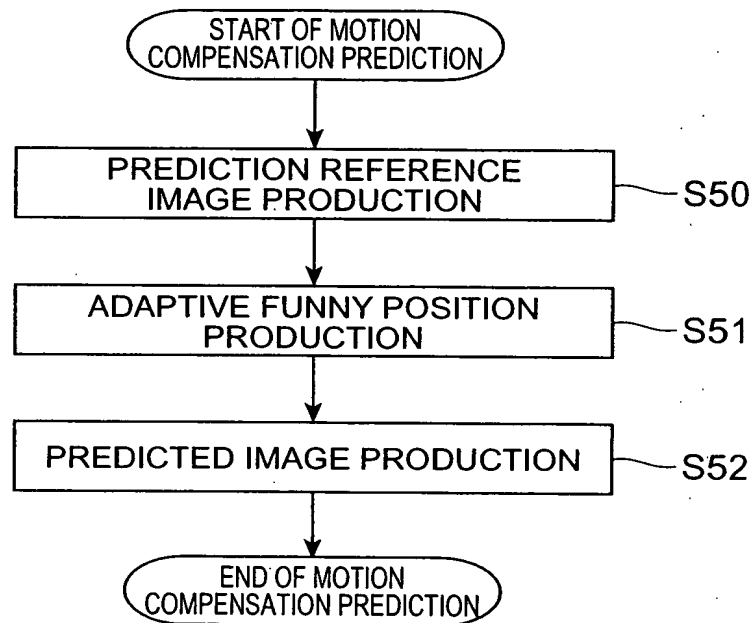 START OF MOTION
COMPENSATION PREDICTION
PREDICTION REFERENCE
IMAGE PRODUCTION
S50
ADAPTIVE FUNNY POSITION
PRODUCTION
S51
PREDICTED IMAGE PRODUCTION
S52
END OF MOTION
COMPENSATION PREDICTION